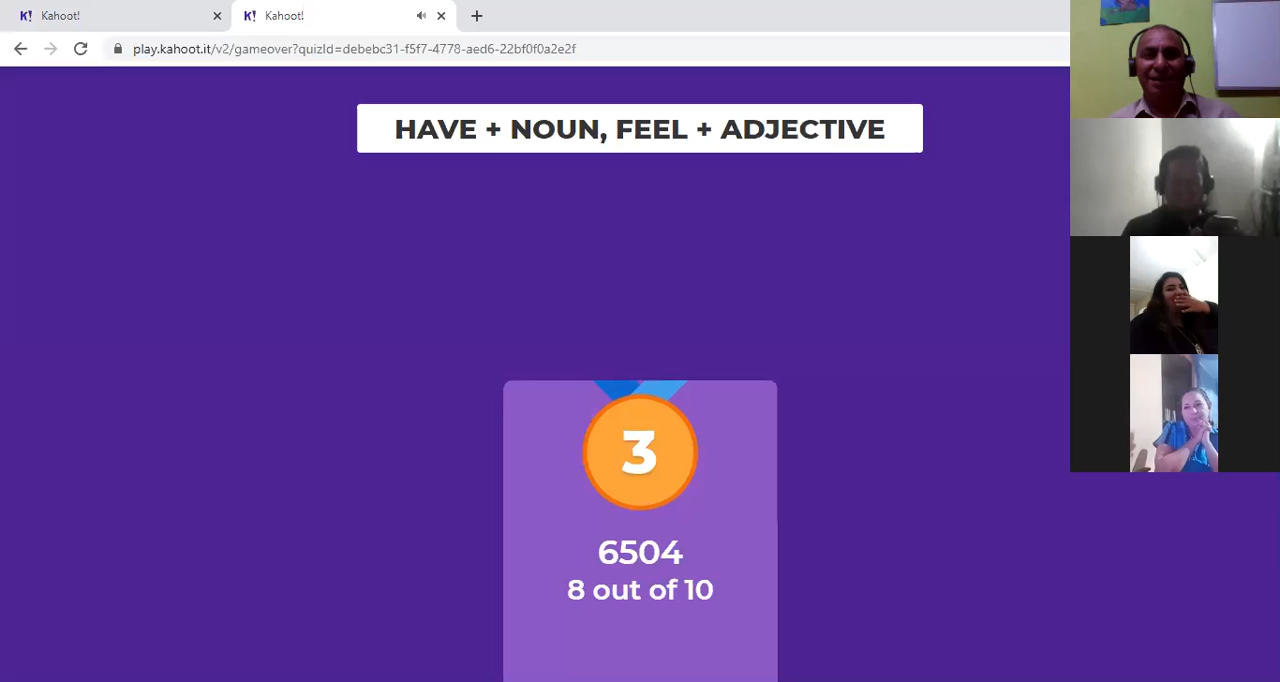 K! Kahoot!
K! Kahoot!
play.kahoot.it/v2/gameover?quizId=debebc31-f5f7-4778-aed6-22bf0f0a2e2f
HAVE + NOUN, FEEL + ADJECTIVE
3
6504
8 out of 10